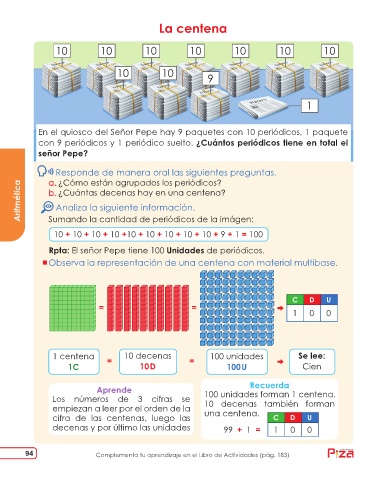 La centena
10 10 10 10 10 10 10
10 10 9
1
En el quiosco del Señor Pepe hay 9 paquetes con 10 periódicos, 1 paquete
con 9 periódicos y 1 periódico suelto. ¿Cuántos periódicos tiene en total el
señor Pepe?
Responde de manera oral las siguientes preguntas.
a. ¿Cómo están agrupados los periódicos?
b. ¿Cuántas decenas hay en una centena?
Analiza la siguiente información.
Sumando la cantidad de periódicos de la imágen:
10 + 10 + 10 + 10 +10 + 10 + 10 + 10 + 10 + 9 + 1 = 100
Rpta: El señor Pepe tiene 100 Unidades de periódicos.
Observa la representación de una centena con material multibase.
Aritmética
= =
C D U
1 0 0
1 centena = 10 decenas = 100 unidades Se lee:
1C 10D 100U Cien
Aprende
Los números de 3 cifras se
empiezan a leer por el orden de la
cifra de las centenas, luego las
decenas y por último las unidades
Recuerda
100 unidades forman 1 centena.
10 decenas también forman
una centena.
C D U
99 + 1 = 1 0 0
94
Complementa tu aprendizaje en el Libro de Actividades (pág. 183)